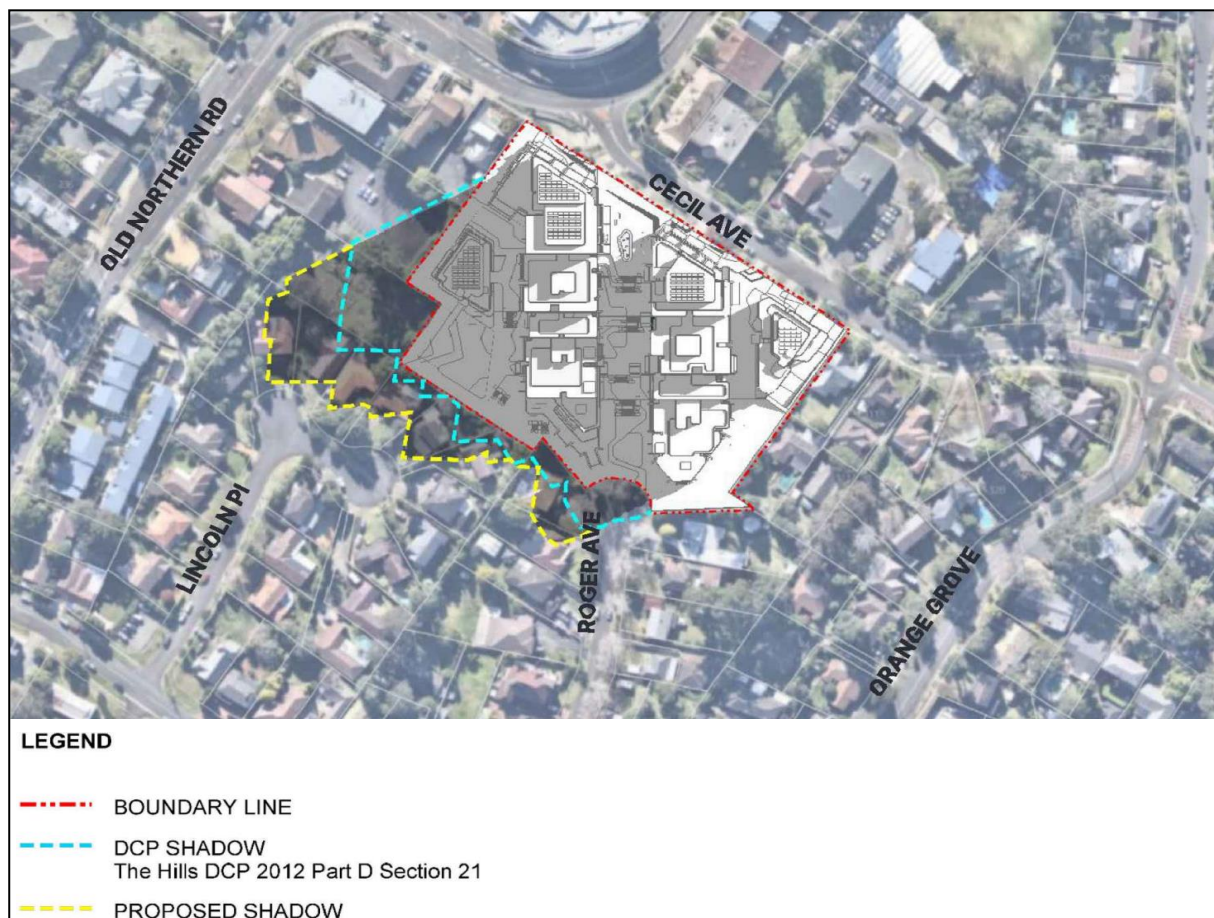 OLD NORTHERN RD
CECIL AVE
LINCOLN Pl
ROGER AVE
ORANGE GROVE
LEGEND
BOUNDARY LINE
DCP SHADOW
The Hills DCP 2012 Part D Section 21
PROPOSED SHADOW